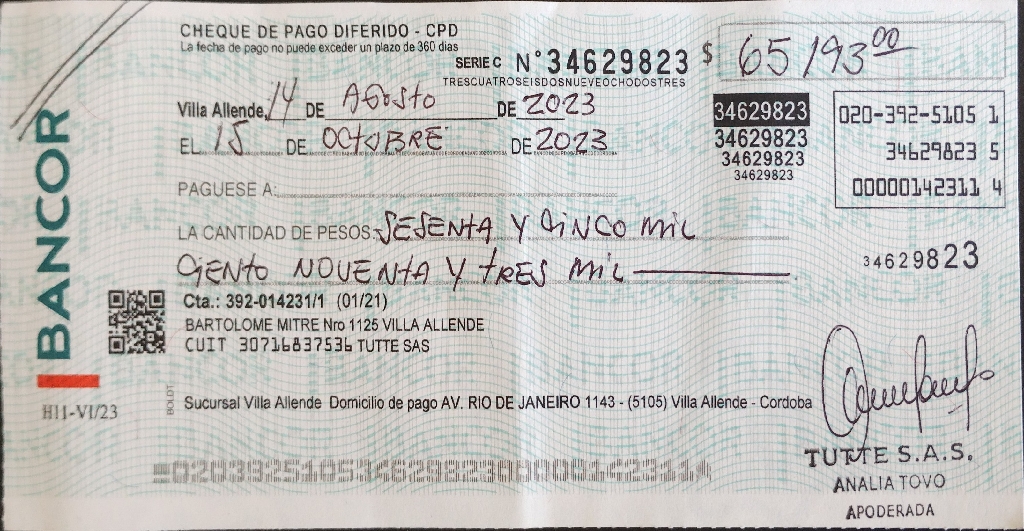 CHEQUE DE PAGO DIFERIDO - CPD
La fecha de pago no puede exceder un plazo de 360 días
SERIE C N° 34629823 $ 65193 00
TRESCUATROSEISDOSNUEVEOCHODOSTRES
Villa Allende, 14 DE AGOSTO DE 2023
EL 15 DE OCTUBRE DE 2023
34629823
34629823
34629823
34629823
020-392-5105 1
34629823 5
00000142311 4
PAGUESE A:
LA CANTIDAD DE PESOS: SESENTA Y CINCO MIL
CIENTO NOVENTA Y TRES MIL
34629823
BANCOR
Cta.: 392-014231/1 (01/21)
BARTOLOME MITRE Nro 1125 VILLA ALLENDE
CUIT 30716837536 TUTTE SAS
H11-VI/23
BOLDT
Sucursal Villa Allende Domicilio de pago AV. RIO DE JANEIRO 1143 - (5105) Villa Allende - Cordoba
TUTTE S.A.S.
ANALIA TOVO
APODERADA